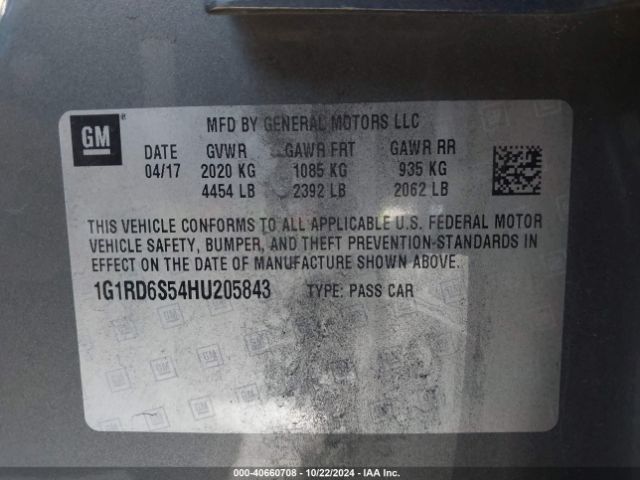 GM ®
MFD BY GENERAL MOTORS LLC
DATE GVWR GAWR FRT GAWR RR
04/17 2020 KG 1085 KG 935 KG
4454 LB 2392 LB 2062 LB
THIS VEHICLE CONFORMS TO ALL APPLICABLE U.S. FEDERAL MOTOR
VEHICLE SAFETY, BUMPER, AND THEFT PREVENTION STANDARDS IN
EFFECT ON THE DATE OF MANUFACTURE SHOWN ABOVE.
1G1RD6S54HU205843 TYPE: PASS CAR
000-40660708 - 10/22/2024 - IAA Inc.